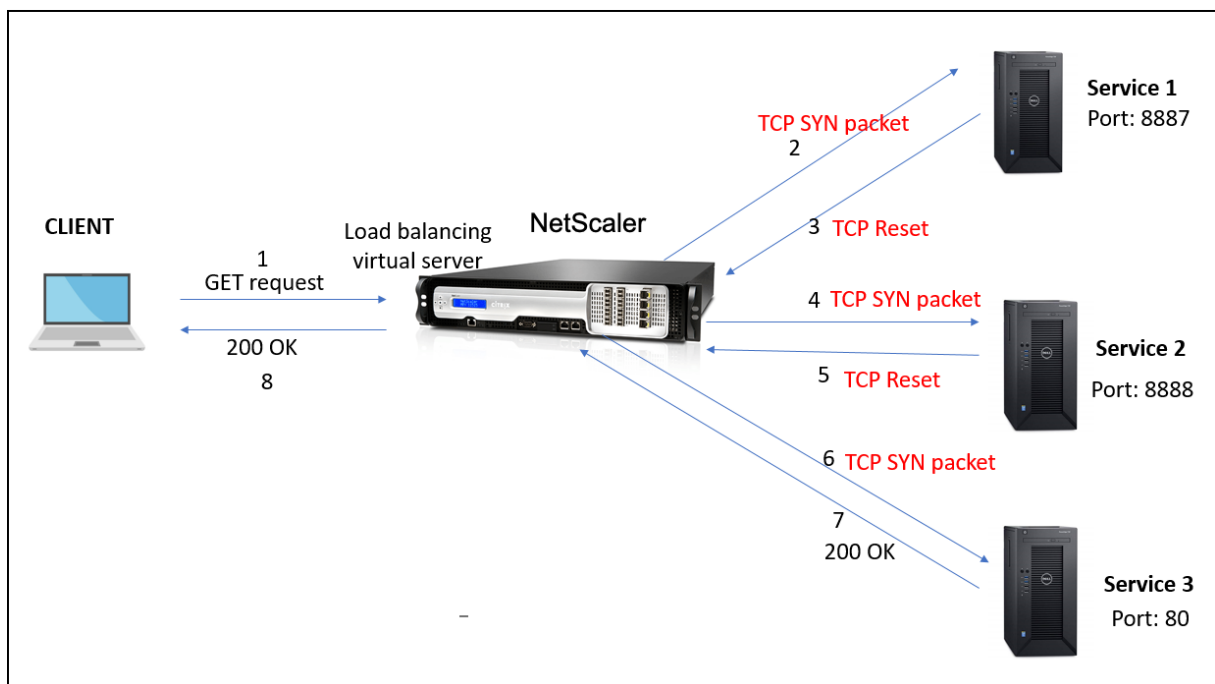 CLIENT
1
GET request
200 OK
8
Load balancing
virtual server
NetScaler
citrix
TCP SYN packet
2
3 TCP Reset
4 TCP SYN packet
5 TCP Reset
6 TCP SYN packet
7
200 OK
Service 1
Port: 8887
Service 2
Port: 8888
Service 3
Port: 80
–